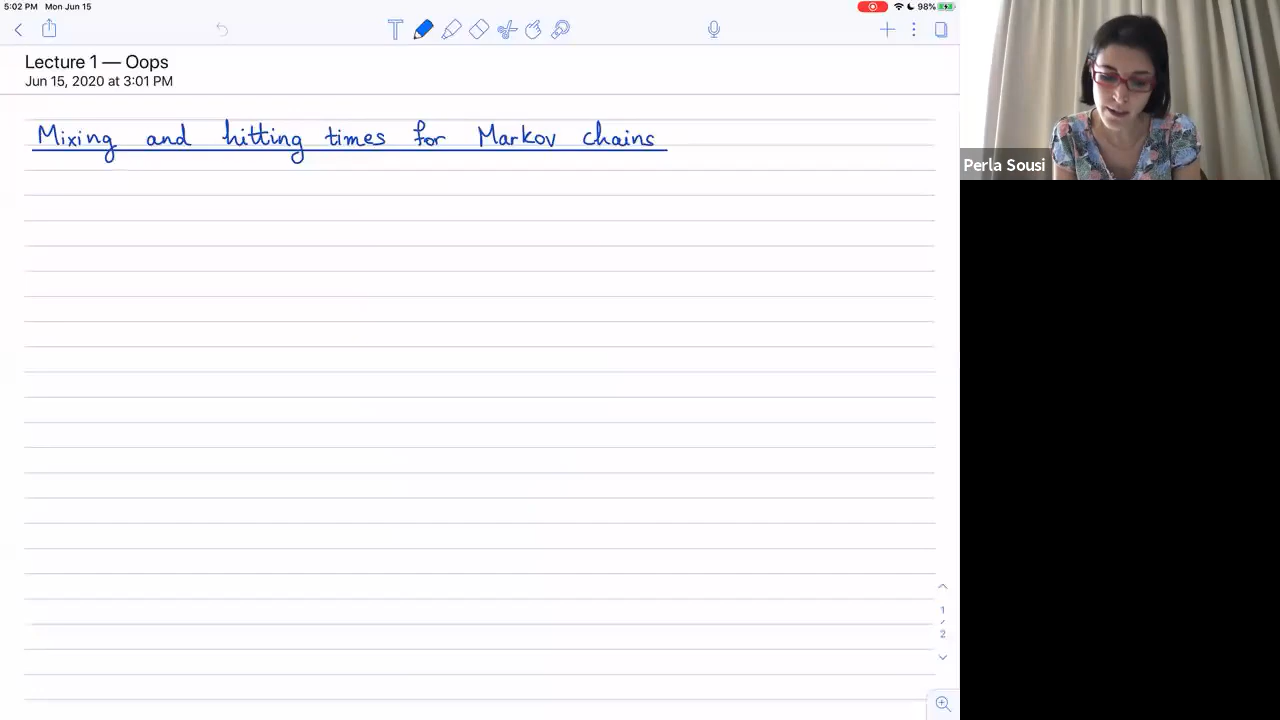 5:02 PM Mon Jun 15
98%
Lecture 1 — Oops
Jun 15, 2020 at 3:01 PM
Mixing and hitting times for Markov chains
Perla Sousi
1
/
2